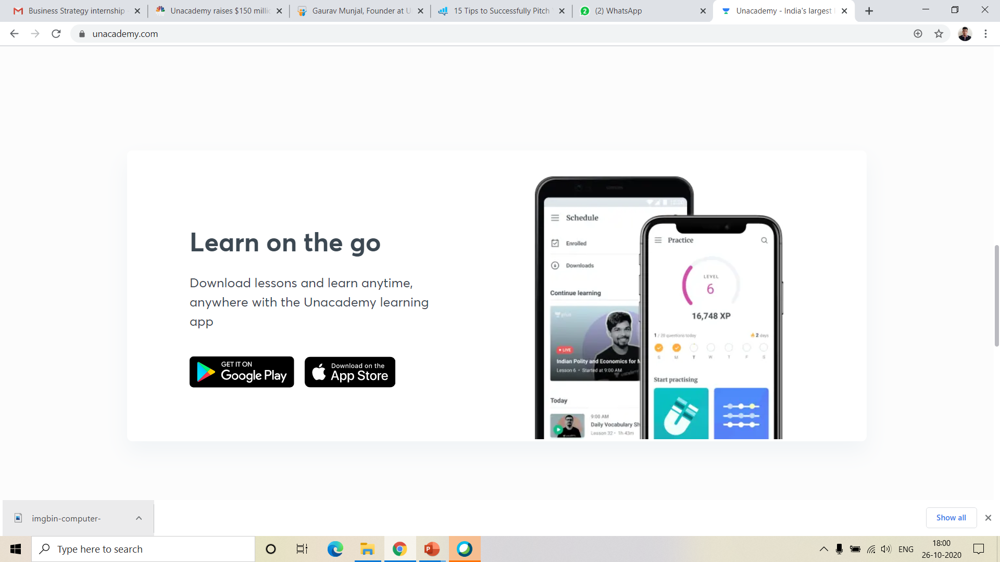 Business Strategy internship
Unacademy raises $150 millic
Gaurav Munjal, Founder at U
15 Tips to Successfully Pitch
(2) WhatsApp
Unacademy - India's largest
unacademy.com
Learn on the go
Download lessons and learn anytime,
anywhere with the Unacademy learning
app
GET IT ON
Google Play
Download on the
App Store
Schedule
Enrolled
Downloads
Continue learning
plus
LIVE
Indian Polity and Economics for M
Lesson 6 • Started at 9:00 AM
Today
9:00 AM
Daily Vocabulary Sh
Lesson 32 • 1h 43m
Practice
LEVEL
6
16,748 XP
1 / 20 questions today
2 days
S M T W T F S
Start practising
imgbin-computer-
Show all
Type here to search
ENG
18:00
26-10-2020